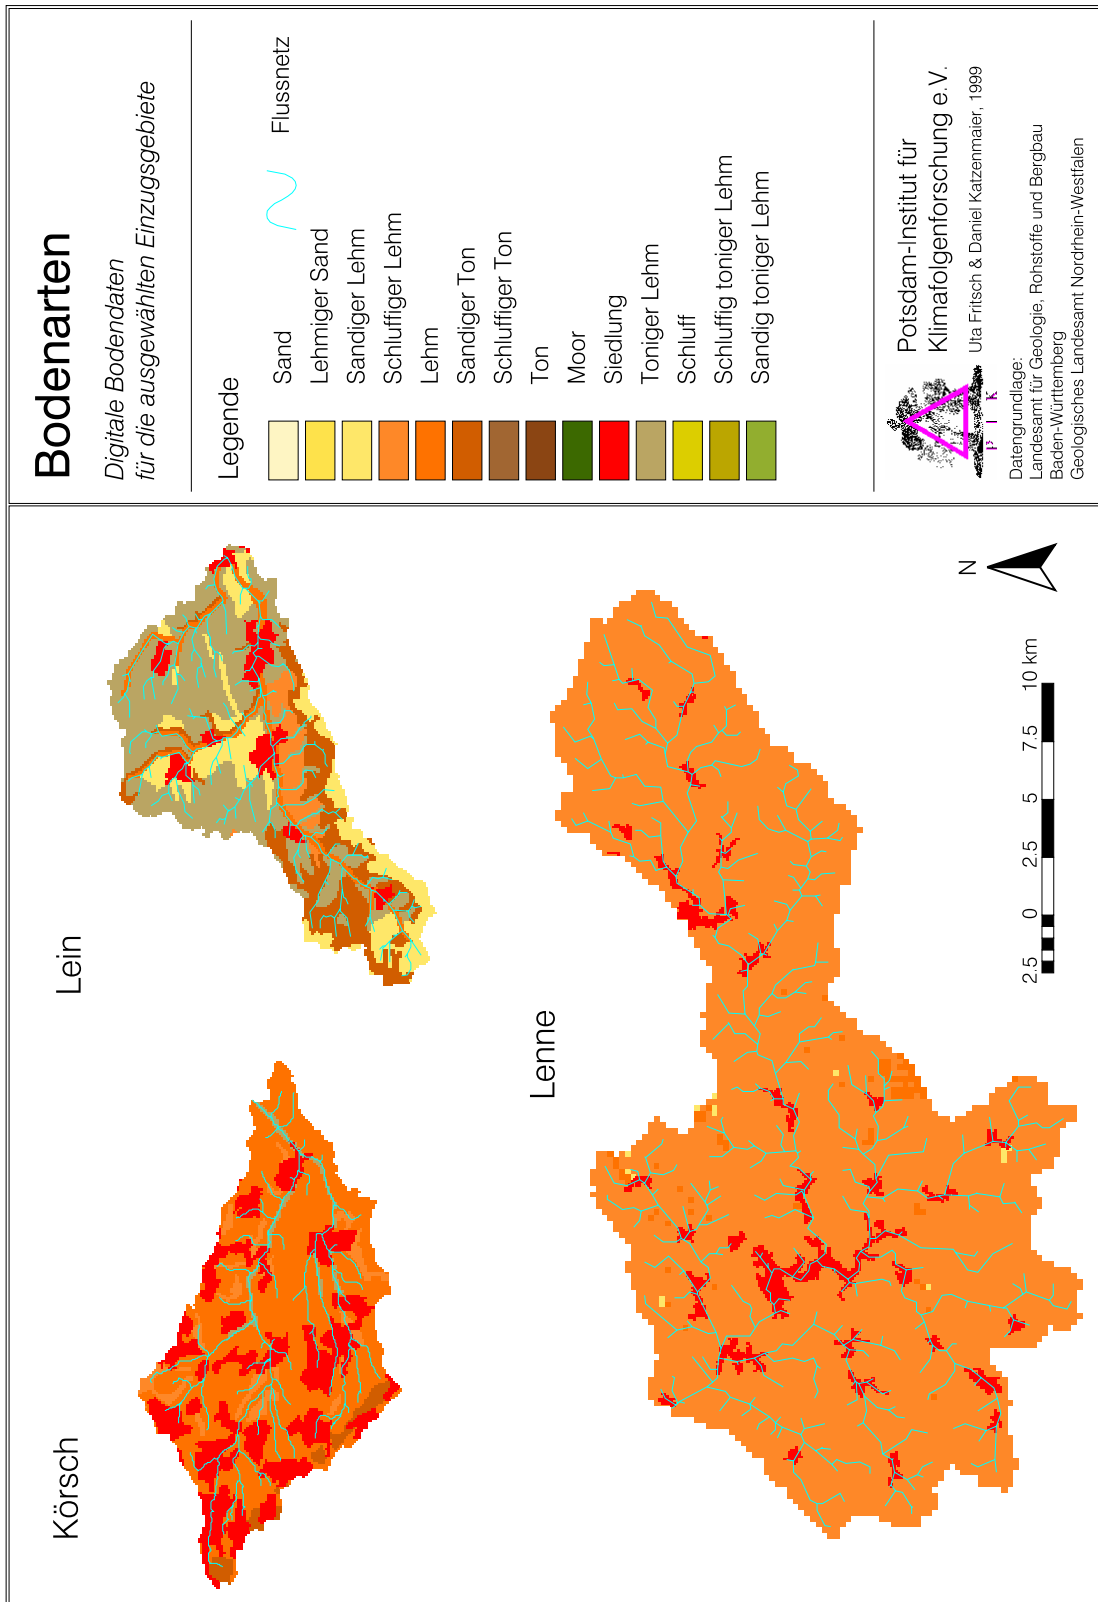 Bodenarten
Digitale Bodendaten
für die ausgewählten Einzugsgebiete
Legende
Sand
Flussnetz
Lehmiger Sand
Sandiger Lehm
Schluffiger Lehm
Lehm
Sandiger Ton
Schluffiger Ton
Ton
Moor
Siedlung
Toniger Lehm
Schluff
Schluffig toniger Lehm
Sandig toniger Lehm
P I K
Potsdam-Institut für
Klimafolgenforschung e.V.
Uta Fritsch & Daniel Katzenmaier, 1999
Datengrundlage:
Landesamt für Geologie, Rohstoffe und Bergbau
Baden-Württemberg
Geologisches Landesamt Nordrhein-Westfalen
Körsch
Lein
Lenne
N
2.5 0 2.5 5 7.5 10 km